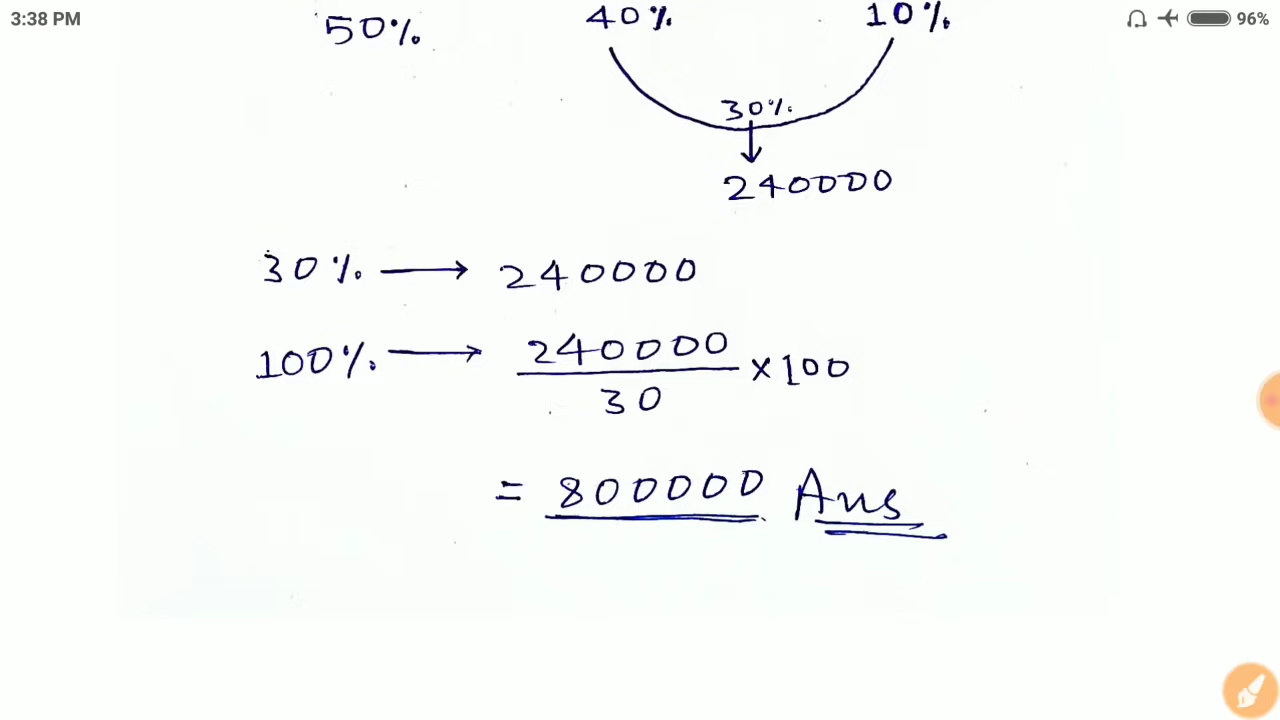 3:38 PM 96%
50% 40% 10%
30%
240000
30% → 240000
100% → 240000/30 × 100
= 800000 Ans